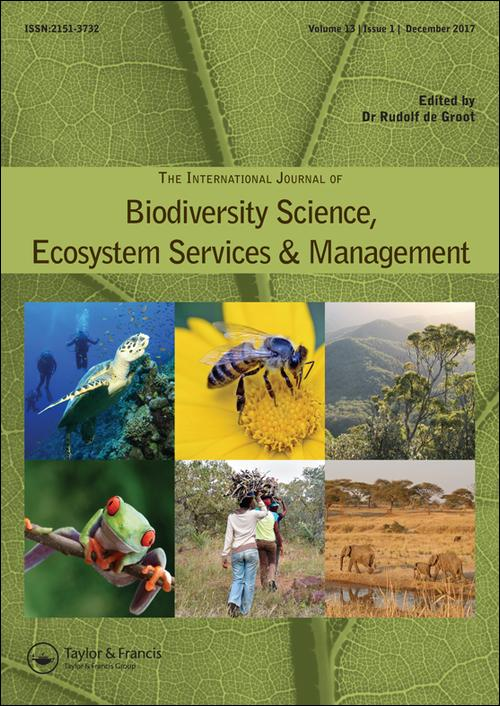 ISSN:2151-3732
Volume 13 | Issue 1 | December 2017
Edited by
Dr Rudolf de Groot
The International Journal of
Biodiversity Science,
Ecosystem Services & Management
Taylor & Francis
Taylor & Francis Group